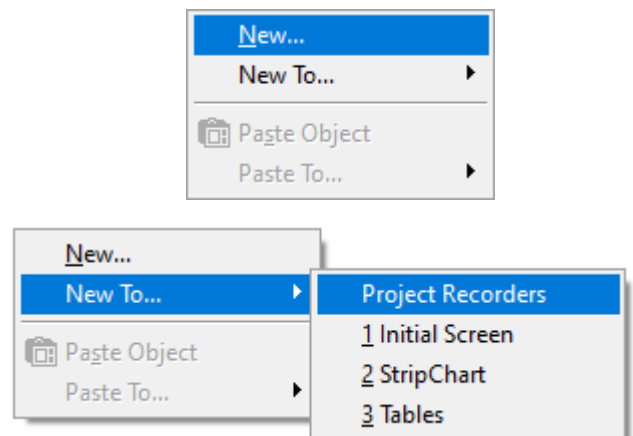 New...
New To...
Paste Object
Paste To...
New...
New To...
Project Recorders
1 Initial Screen
Paste Object
2 StripChart
Paste To...
3 Tables